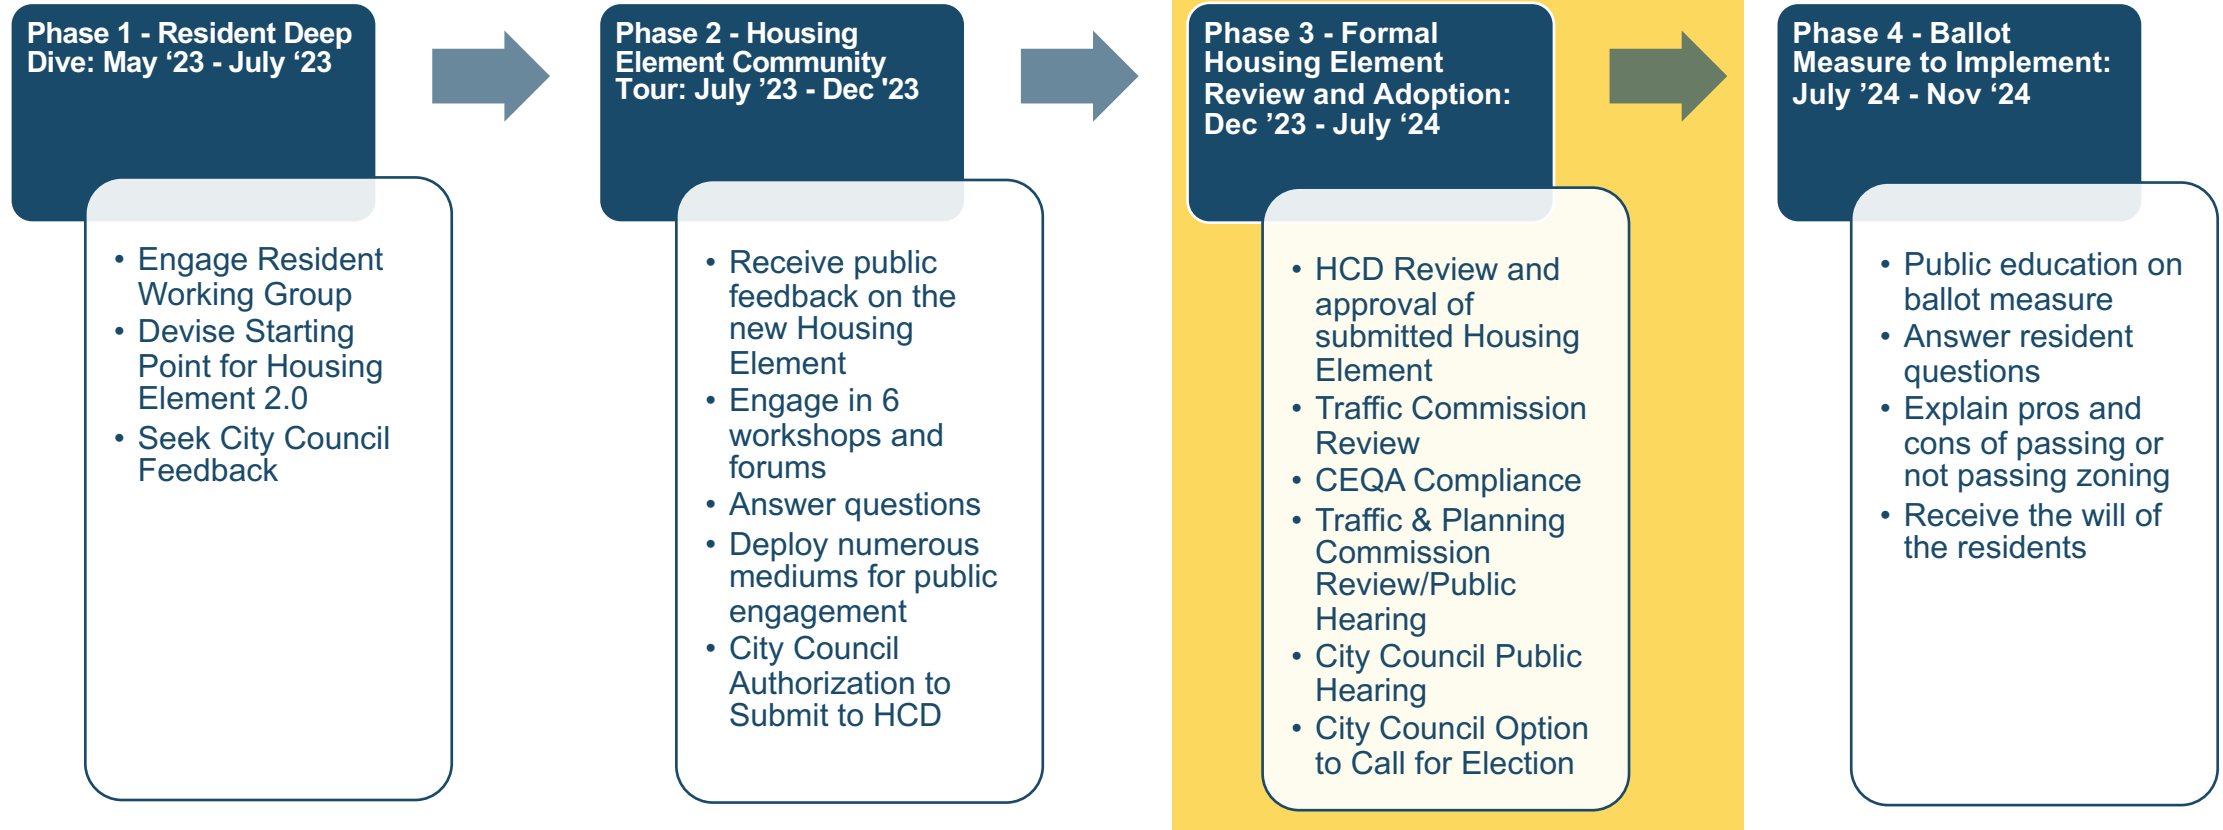 Phase 1 - Resident Deep
Dive: May ‘23 - July ‘23
• Engage Resident
Working Group
• Devise Starting
Point for Housing
Element 2.0
• Seek City Council
Feedback
Phase 2 - Housing
Element Community
Tour: July ’23 - Dec '23
• Receive public
feedback on the
new Housing
Element
• Engage in 6
workshops and
forums
• Answer questions
• Deploy numerous
mediums for public
engagement
• City Council
Authorization to
Submit to HCD
Phase 3 - Formal
Housing Element
Review and Adoption:
Dec ’23 - July ‘24
• HCD Review and
approval of
submitted Housing
Element
• Traffic Commission
Review
• CEQA Compliance
• Traffic & Planning
Commission
Review/Public
Hearing
• City Council Public
Hearing
• City Council Option
to Call for Election
Phase 4 - Ballot
Measure to Implement:
July ’24 - Nov ‘24
• Public education on
ballot measure
• Answer resident
questions
• Explain pros and
cons of passing or
not passing zoning
• Receive the will of
the residents